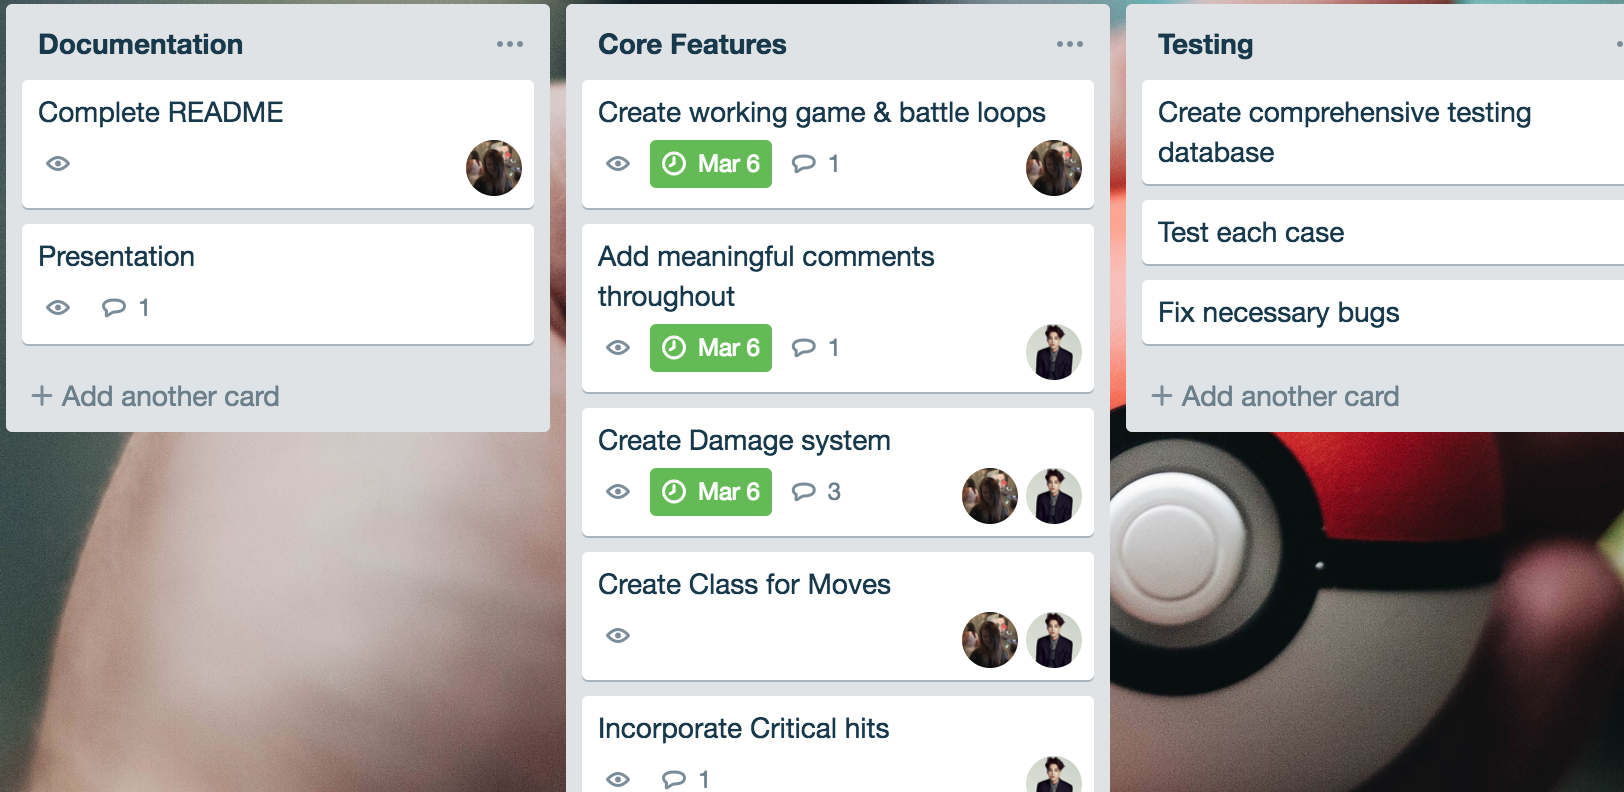 Documentation
Complete README
Presentation
1
+ Add another card
Core Features
Create working game & battle loops
Mar 6
1
Add meaningful comments
throughout
Mar 6
1
Create Damage system
Mar 6
3
Create Class for Moves
Incorporate Critical hits
1
Testing
Create comprehensive testing
database
Test each case
Fix necessary bugs
+ Add another card